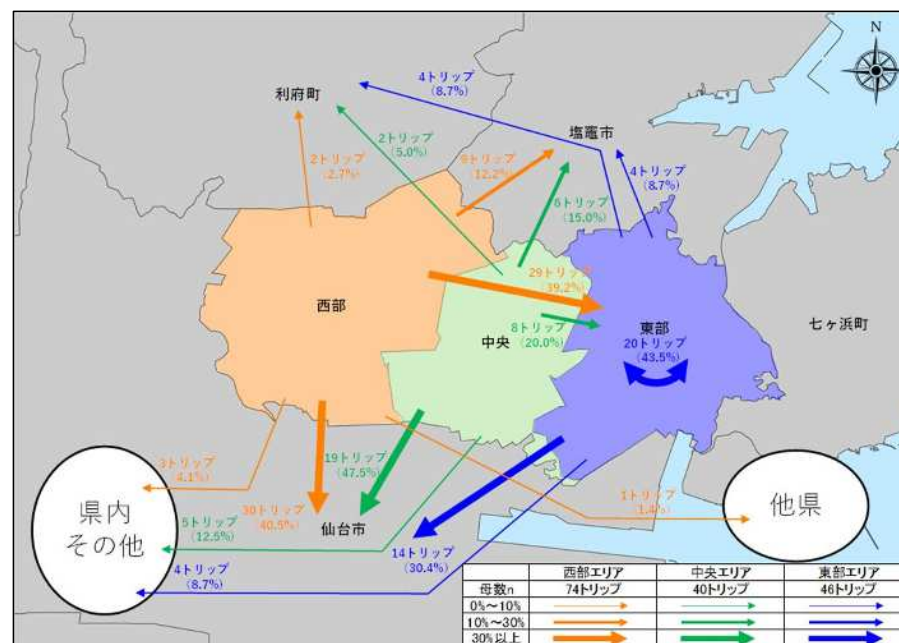 N
4トリップ
(8.7%)
利府町
塩竈市
2トリップ
(5.0%)
9トリップ
(12.2%)
2トリップ
(2.7%)
4トリップ
(8.7%)
6トリップ
(15.0%)
29トリップ
(39.2%)
西部
中央
8トリップ
(20.0%)
東部
20トリップ
(43.5%)
七ヶ浜町
3トリップ
(4.1%)
19トリップ
(47.5%)
30トリップ
(40.5%)
仙台市
県内
その他
5トリップ
(12.5%)
4トリップ
(8.7%)
14トリップ
(30.4%)
1トリップ
(1.4%)
他県
西部エリア 中央エリア 東部エリア
母数n 74トリップ 40トリップ 46トリップ
0%～10%
10%～30%
30%以上